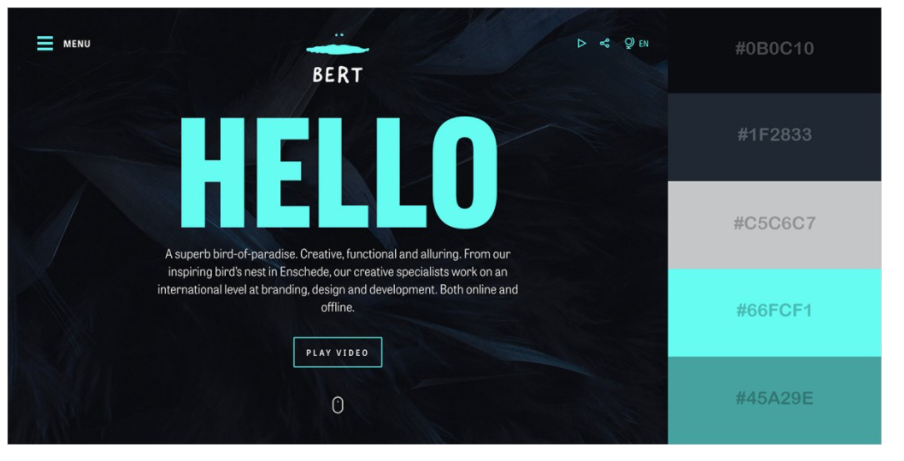 MENU
BERT
EN
HELLO
A superb bird-of-paradise. Creative, functional and alluring. From our
inspiring bird's nest in Enschede, our creative specialists work on an
international level at branding, design and development. Both online and
offline.
PLAY VIDEO
#0B0C10
#1F2833
#C5C6C7
#66FCF1
#45A29E